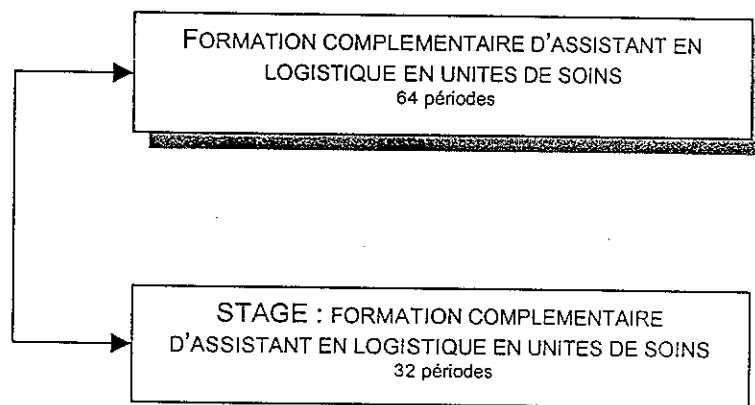 FORMATION COMPLEMENTAIRE D'ASSISTANT EN
LOGISTIQUE EN UNITES DE SOINS
64 périodes
STAGE : FORMATION COMPLEMENTAIRE
D'ASSISTANT EN LOGISTIQUE EN UNITES DE SOINS
32 périodes